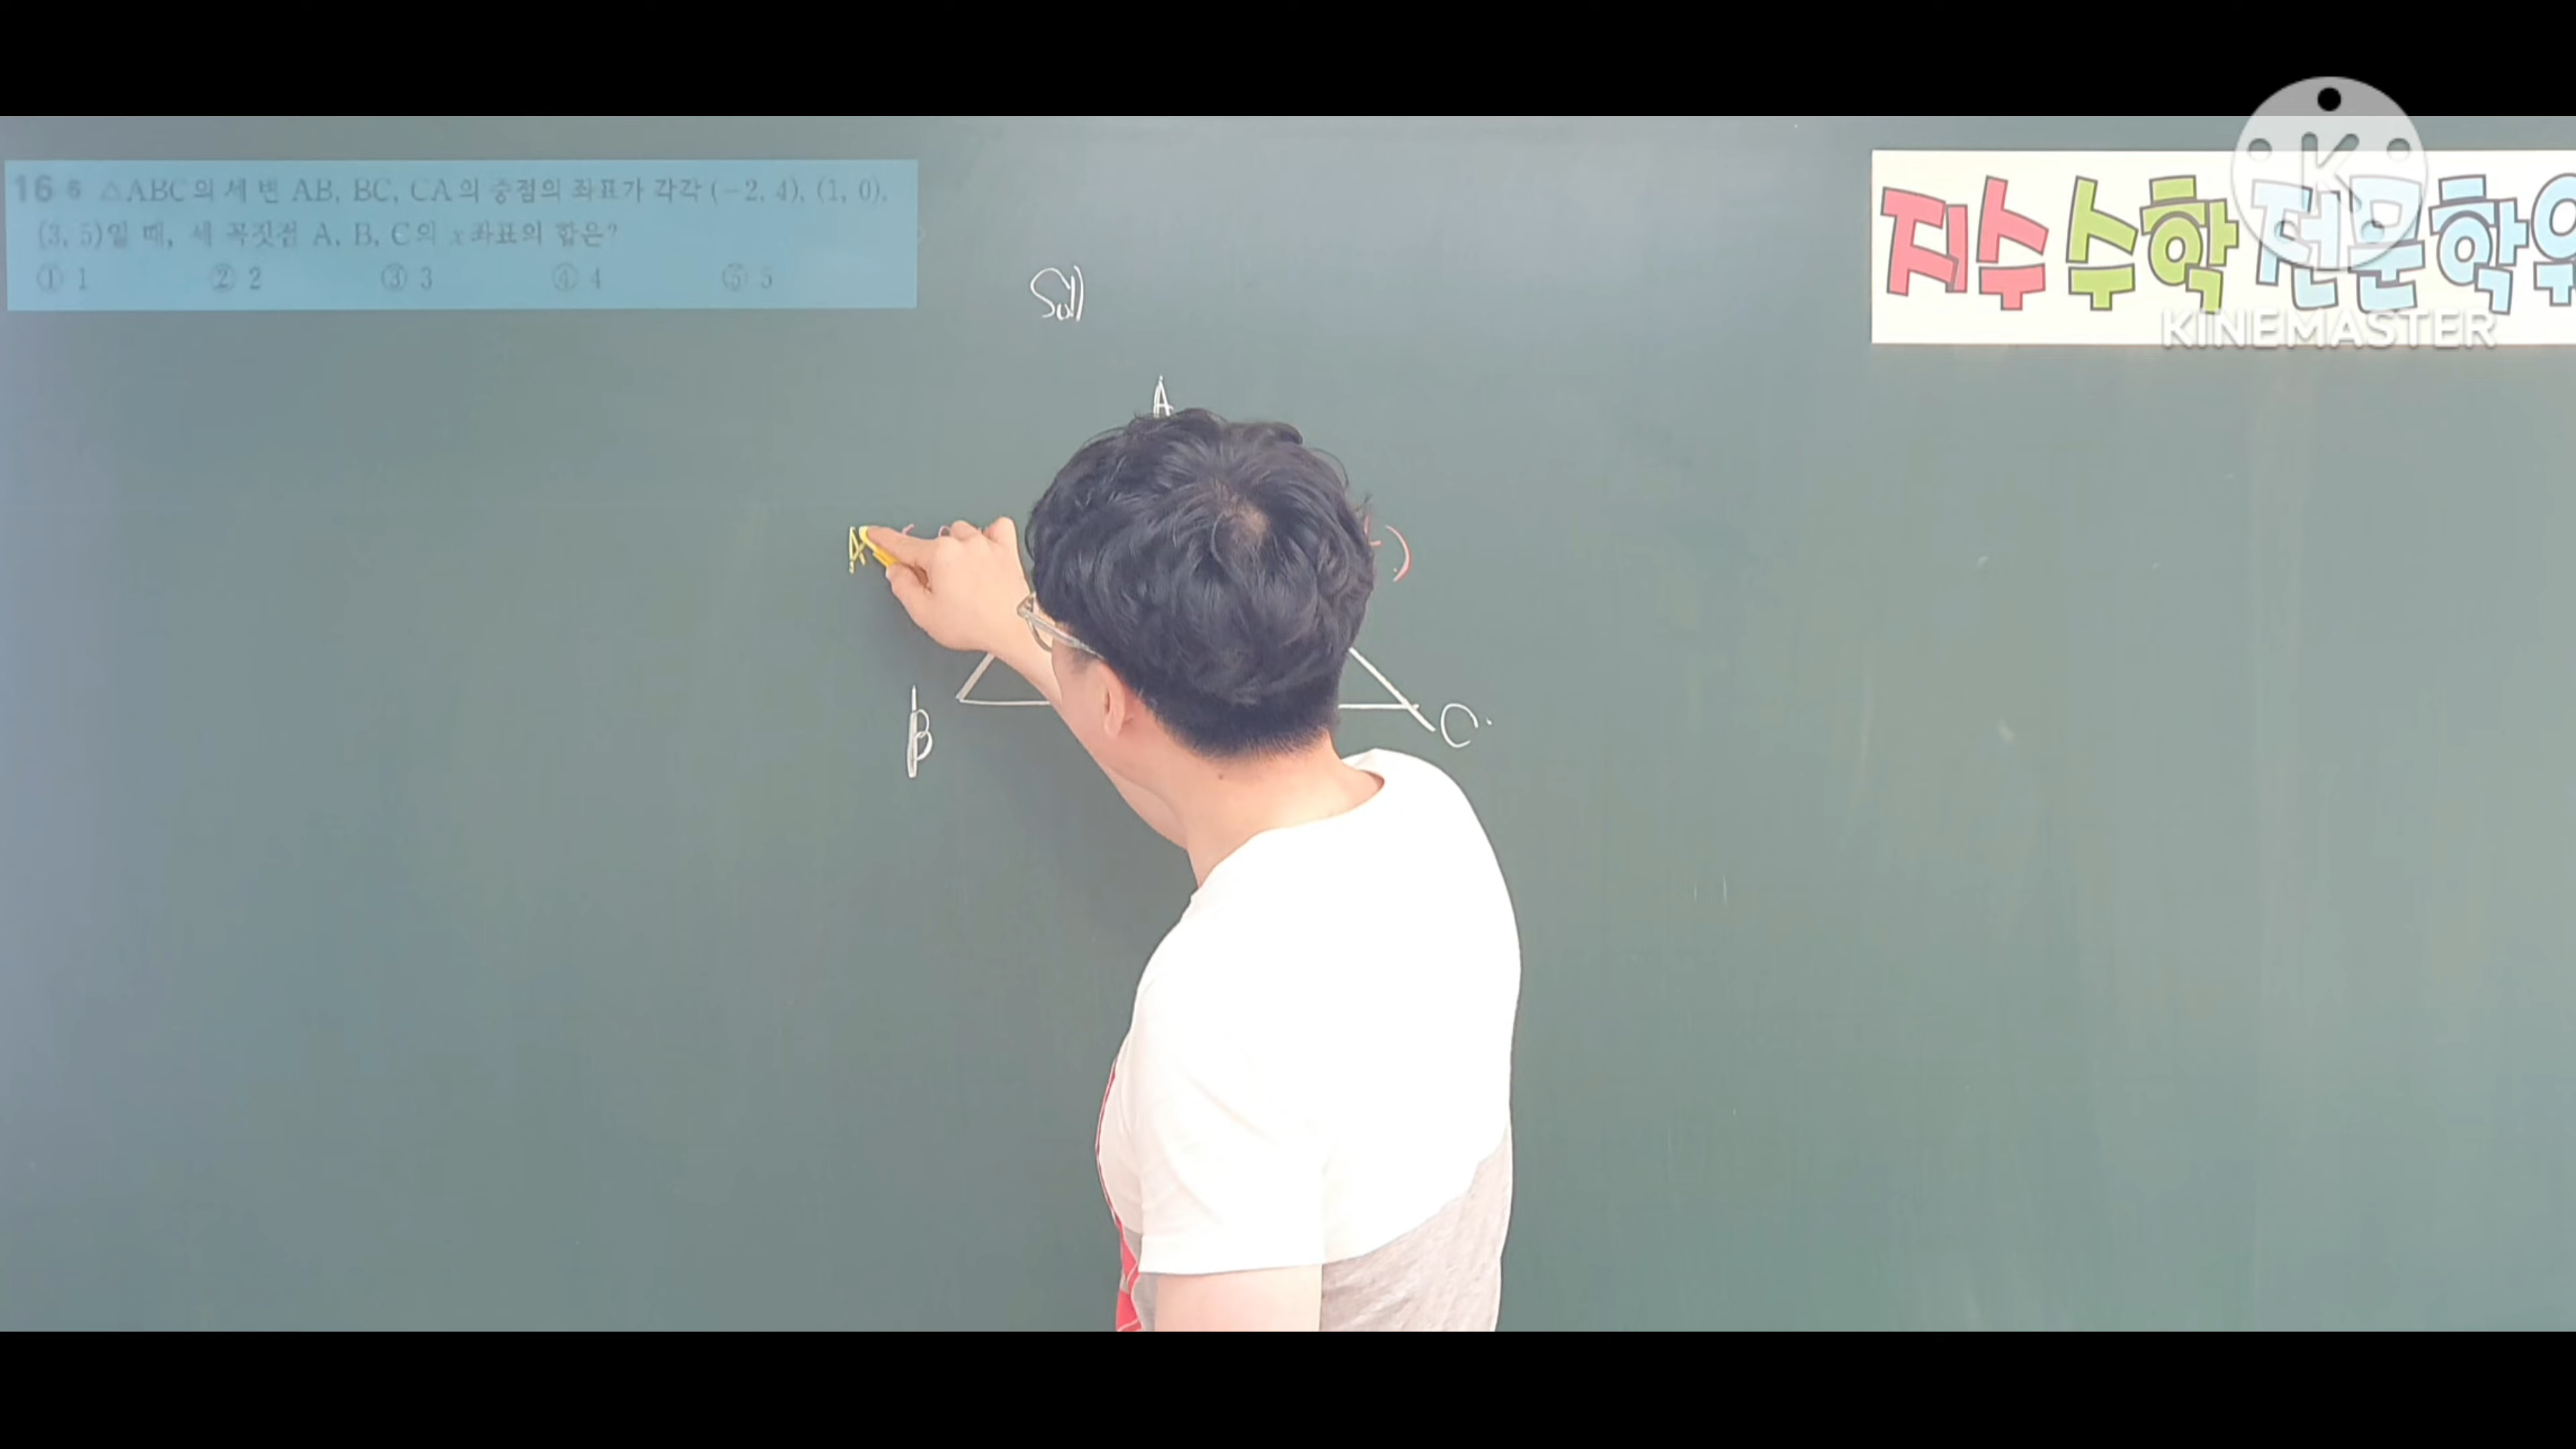 16 6 △ABC의 세 변 AB, BC, CA의 중점의 좌표가 각각 (−2, 4), (1, 0),
(3, 5)일 때, 세 꼭짓점 A, B, C의 x좌표의 합은?
① 1 ② 2 ③ 3 ④ 4 ⑤ 5
지수 수학 전문학
KINEMASTER
Sol
A
B
C